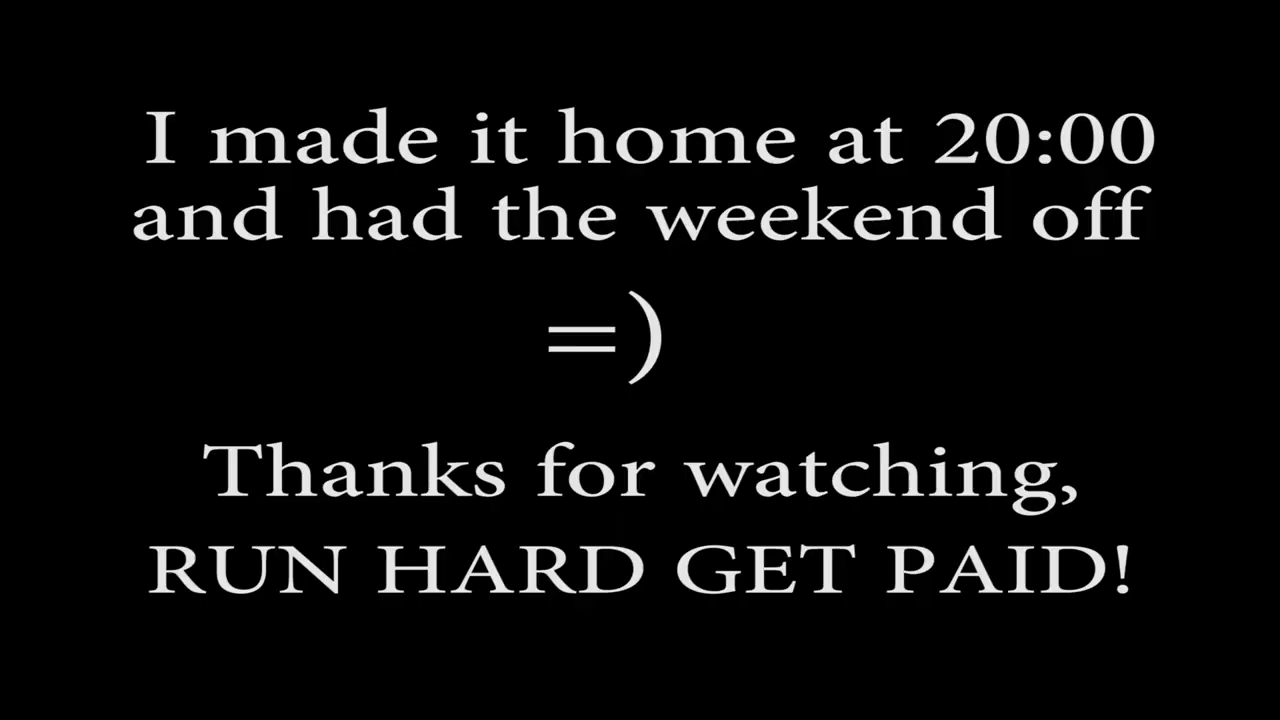 I made it home at 20:00
and had the weekend off
=)
Thanks for watching,
RUN HARD GET PAID!